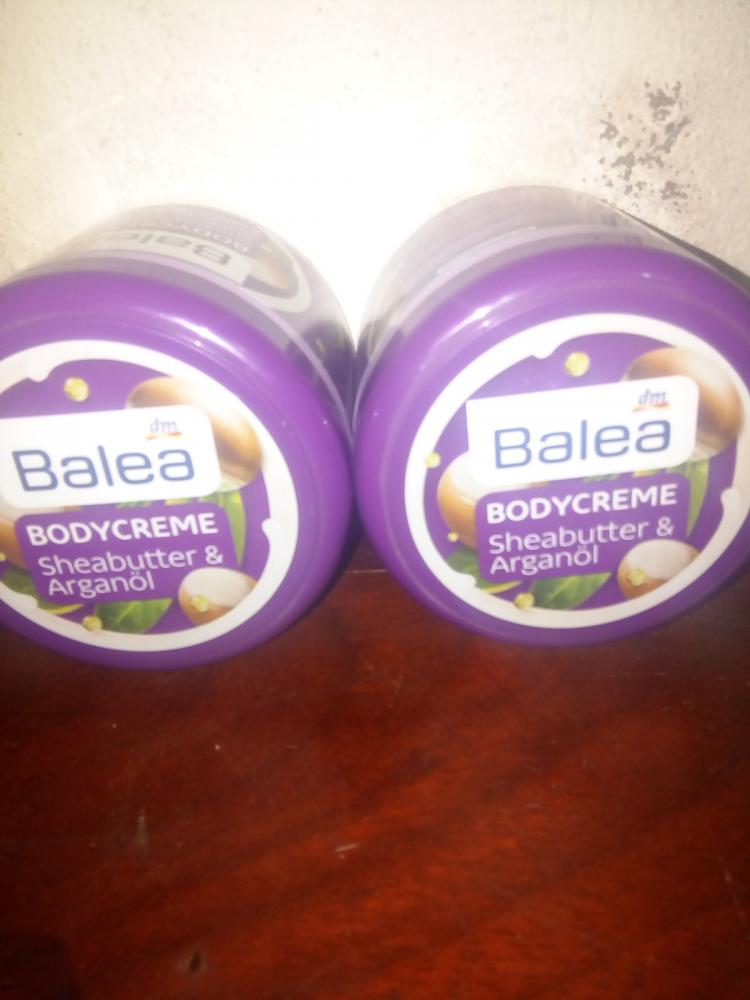 dm
Balea
BODYCREME
Sheabutter &
Arganöl
dm
Balea
BODYCREME
Sheabutter &
Arganöl